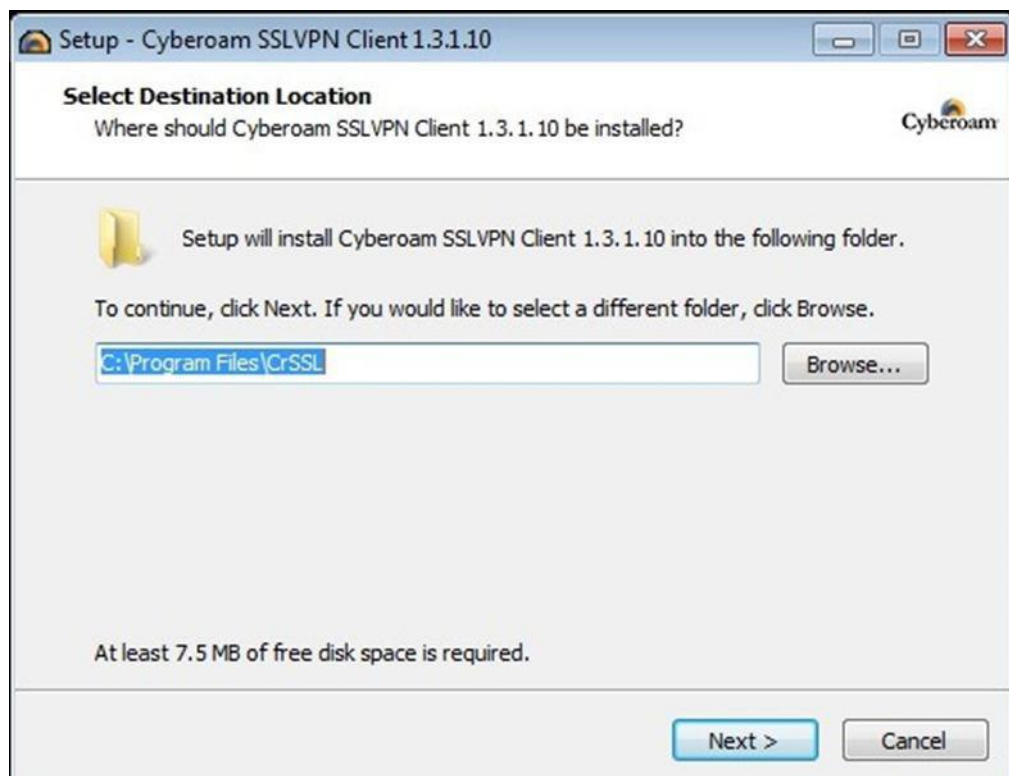 Setup - Cyberoam SSLVPN Client 1.3.1.10
Select Destination Location
Where should Cyberoam SSLVPN Client 1.3.1.10 be installed?
Cyberoam
Setup will install Cyberoam SSLVPN Client 1.3.1.10 into the following folder.
To continue, click Next. If you would like to select a different folder, click Browse.
C:\Program Files\CrSSL
Browse...
At least 7.5 MB of free disk space is required.
Next >
Cancel